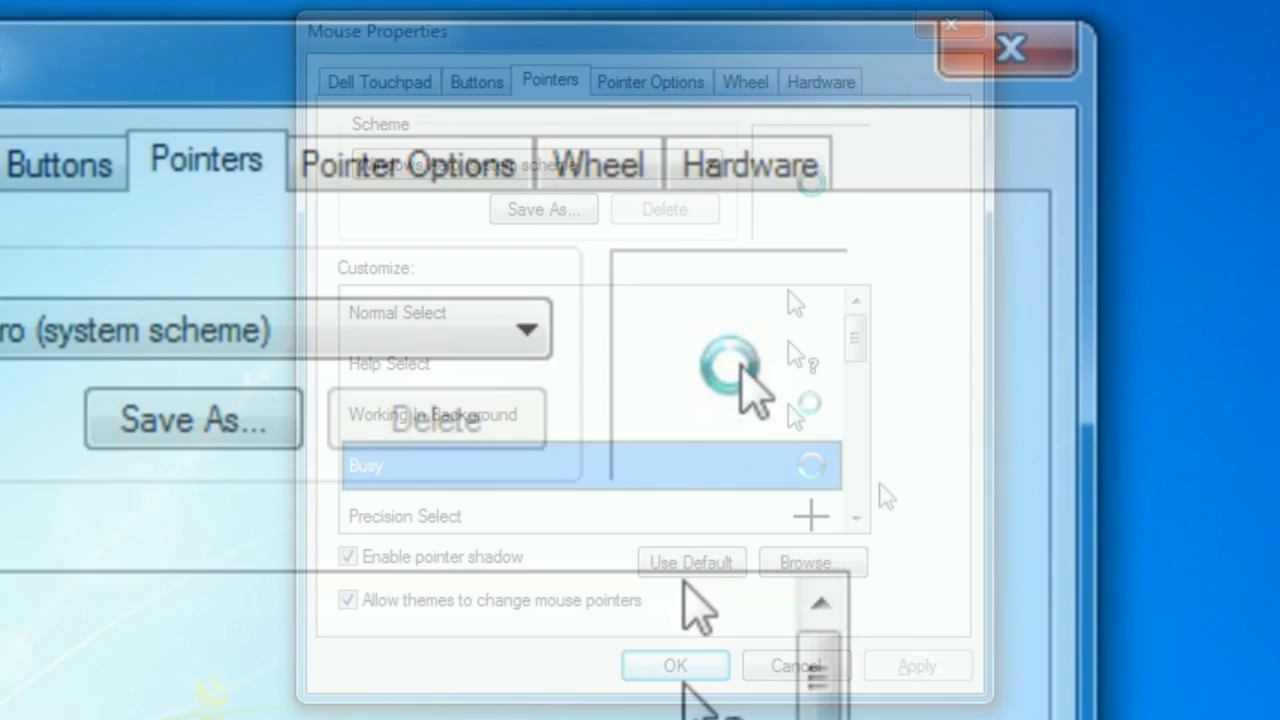 Mouse Properties
Dell Touchpad Buttons Pointers Pointer Options Wheel Hardware
Scheme
Save As... Delete
Customize:
Normal Select
Help Select
Working In Background
Busy
Precision Select
Enable pointer shadow
Use Default Browse...
Allow themes to change mouse pointers
OK Cancel Apply
Buttons Pointers Pointer Options Wheel Hardware
ro (system scheme)
Save As... Delete